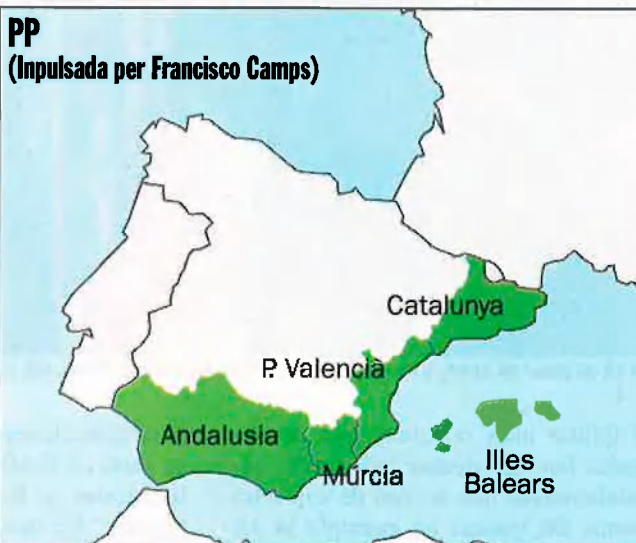 PP
(Inpulsada per Francisco Camps)
Catalunya
P. Valencià
Andalusia
Múrcia
Illes
Balears